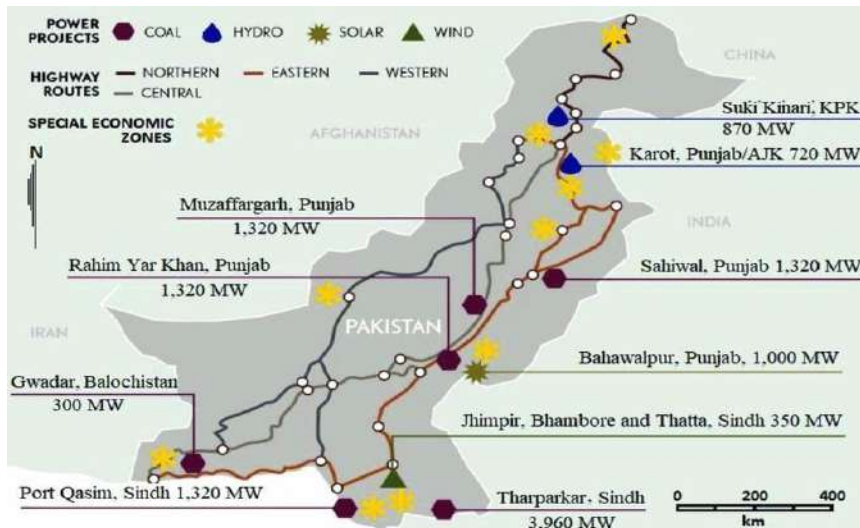 POWER PROJECTS COAL HYDRO SOLAR WIND
HIGHWAY ROUTES NORTHERN EASTERN WESTERN
CENTRAL
SPECIAL ECONOMIC ZONES
N
CHINA
AFGHANISTAN
Suki Kinari, KPK
870 MW
Karot, Punjab/AJK 720 MW
Muzaffargarh, Punjab
1,320 MW
INDIA
Rahim Yar Khan, Punjab
1,320 MW
Sahiwal, Punjab 1,320 MW
IRAN
PAKISTAN
Bahawalpur, Punjab, 1,000 MW
Gwadar, Balochistan
300 MW
Jhimpir, Bhambore and Thatta, Sindh 350 MW
Port Qasim, Sindh 1,320 MW
Tharparkar, Sindh
3,960 MW
0 200 400
km